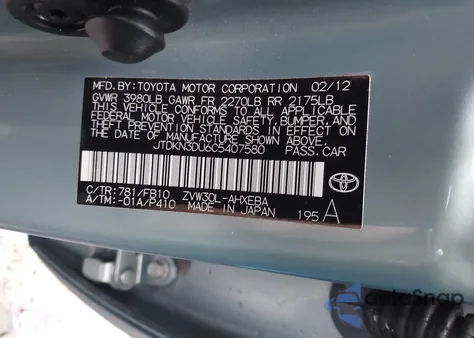 MFD.BY:TOYOTA MOTOR CORPORATION 02/12
GVWR 3980LB GAWR FR 2270LB RR 2175LB
THIS VEHICLE CONFORMS TO ALL APPLICABLE
FEDERAL MOTOR VEHICLE SAFETY,BUMPER,AND
THEFT PREVENTION STANDARDS IN EFFECT ON
THE DATE OF MANUFACTURE SHOWN ABOVE.
JTDKN3DU6C5407580 PASS.CAR
C/TR:781/FB10 ZVW30L-AHXEBA
A/TM:-01A/P410 MADE IN JAPAN 195 A
autoSnap